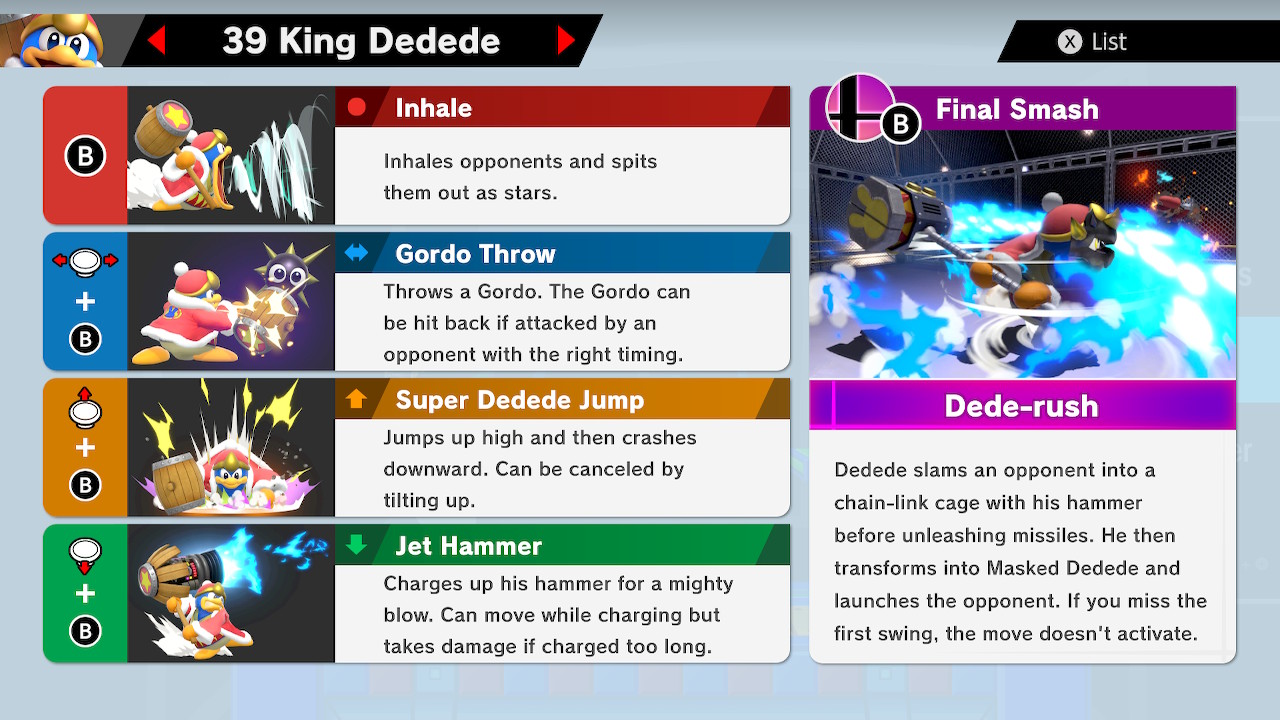 39 King Dedede
X List
B
Inhale
Inhales opponents and spits
them out as stars.
+
B
Gordo Throw
Throws a Gordo. The Gordo can
be hit back if attacked by an
opponent with the right timing.
+
B
Super Dedede Jump
Jumps up high and then crashes
downward. Can be canceled by
tilting up.
+
B
Jet Hammer
Charges up his hammer for a mighty
blow. Can move while charging but
takes damage if charged too long.
B
Final Smash
Dede-rush
Dedede slams an opponent into a
chain-link cage with his hammer
before unleashing missiles. He then
transforms into Masked Dedede and
launches the opponent. If you miss the
first swing, the move doesn't activate.